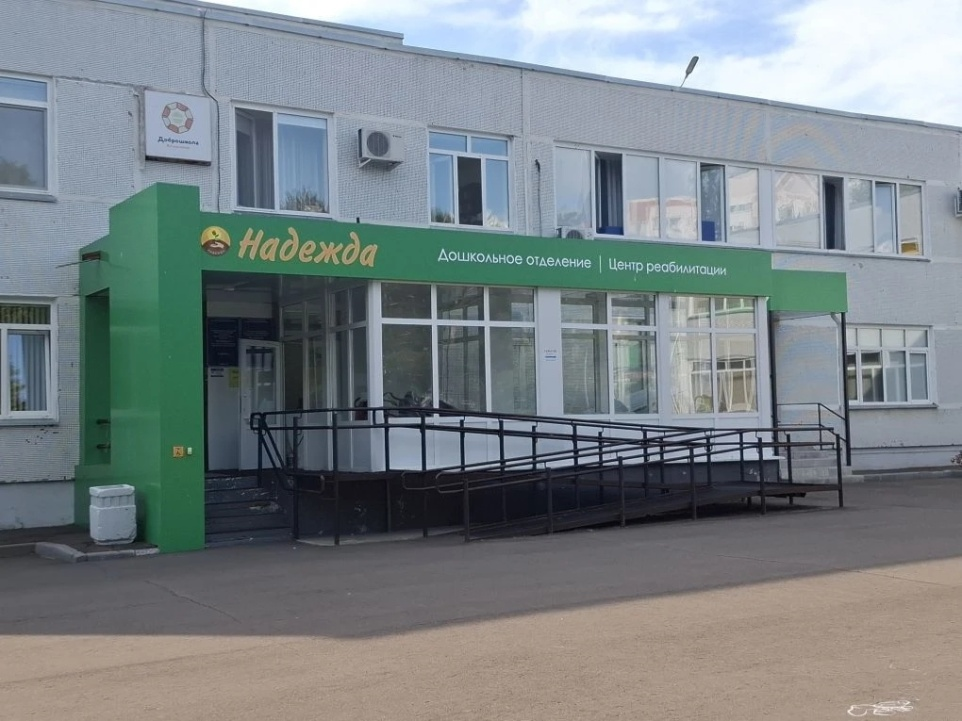 Доброшкола
Надежда
Дошкольное отделение | Центр реабилитации